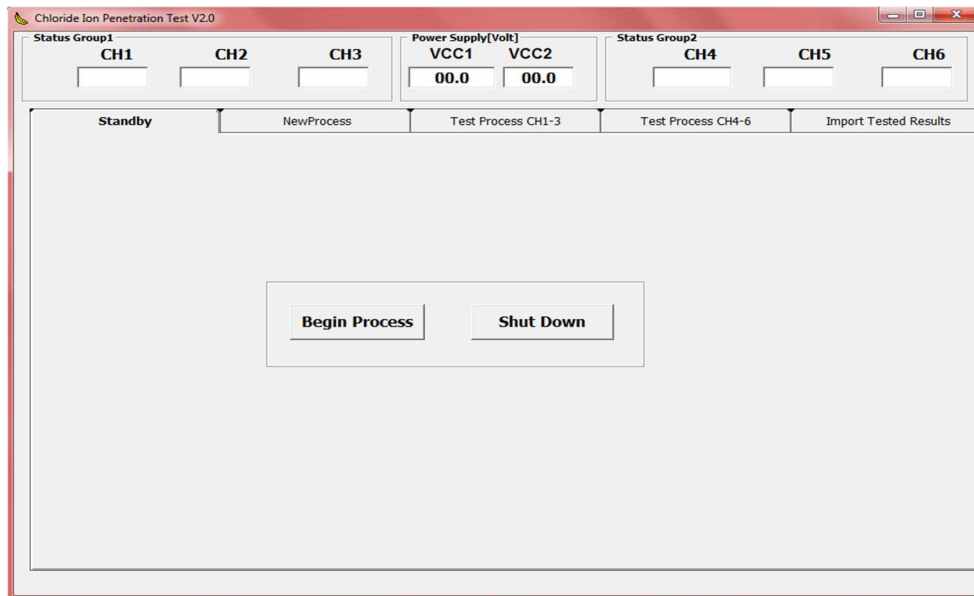 Chloride Ion Penetration Test V2.0
Status Group1
CH1 CH2 CH3
Power Supply[Volt]
VCC1 VCC2
00.0 00.0
Status Group2
CH4 CH5 CH6
Standby NewProcess Test Process CH1-3 Test Process CH4-6 Import Tested Results
Begin Process Shut Down